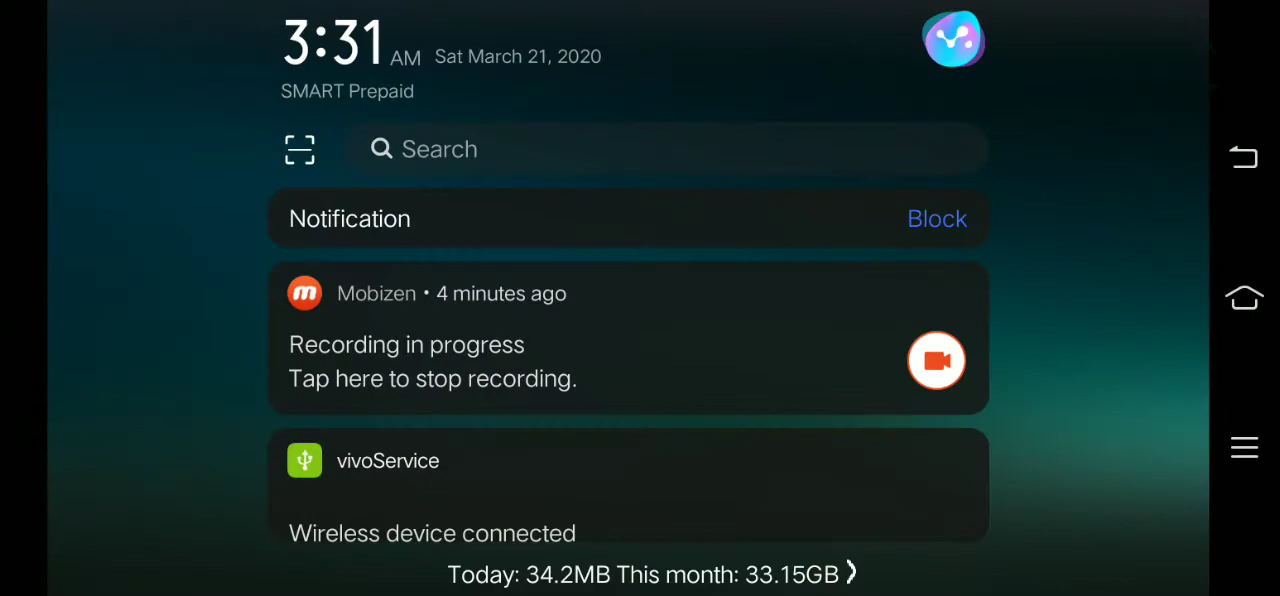 3:31 AM Sat March 21, 2020
SMART Prepaid
Search
Notification Block
Mobizen • 4 minutes ago
Recording in progress
Tap here to stop recording.
vivoService
Wireless device connected
Today: 34.2MB This month: 33.15GB ❭